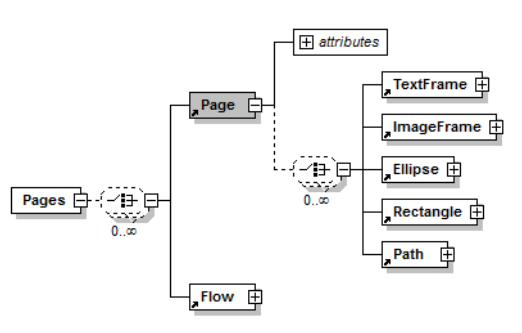 attributes
TextFrame
Page
ImageFrame
Ellipse
0..∞
Pages
0..∞
Rectangle
Path
Flow